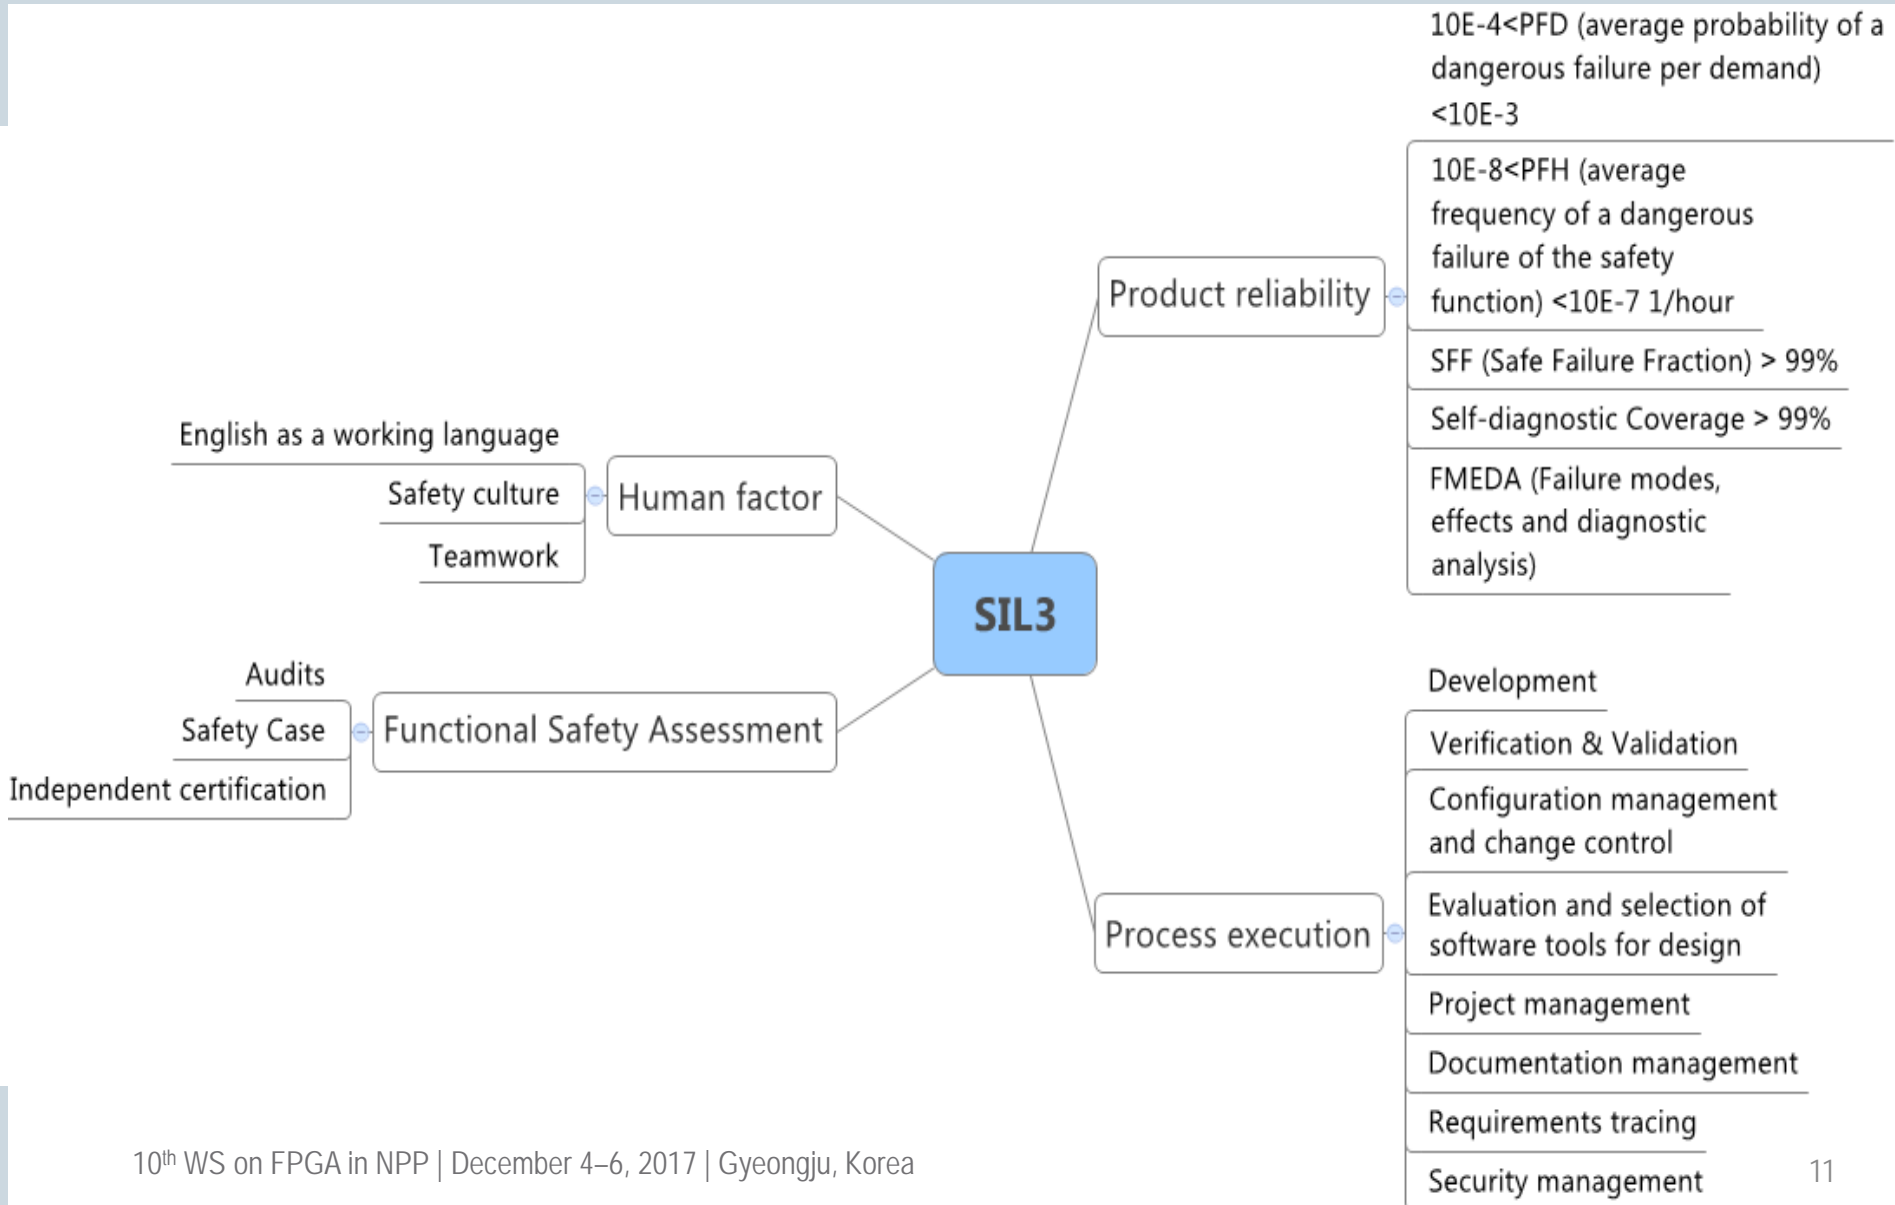 10E-4<PFD (average probability of a
dangerous failure per demand)
<10E-3
10E-8<PFH (average
frequency of a dangerous
failure of the safety
function) <10E-7 1/hour
Product reliability
SFF (Safe Failure Fraction) > 99%
Self-diagnostic Coverage > 99%
FMEDA (Failure modes,
effects and diagnostic
analysis)
English as a working language
Safety culture
Human factor
Teamwork
SIL3
Audits
Safety Case
Functional Safety Assessment
Independent certification
Development
Verification & Validation
Configuration management
and change control
Evaluation and selection of
software tools for design
Process execution
Project management
Documentation management
Requirements tracing
Security management
10th WS on FPGA in NPP | December 4–6, 2017 | Gyeongju, Korea
11